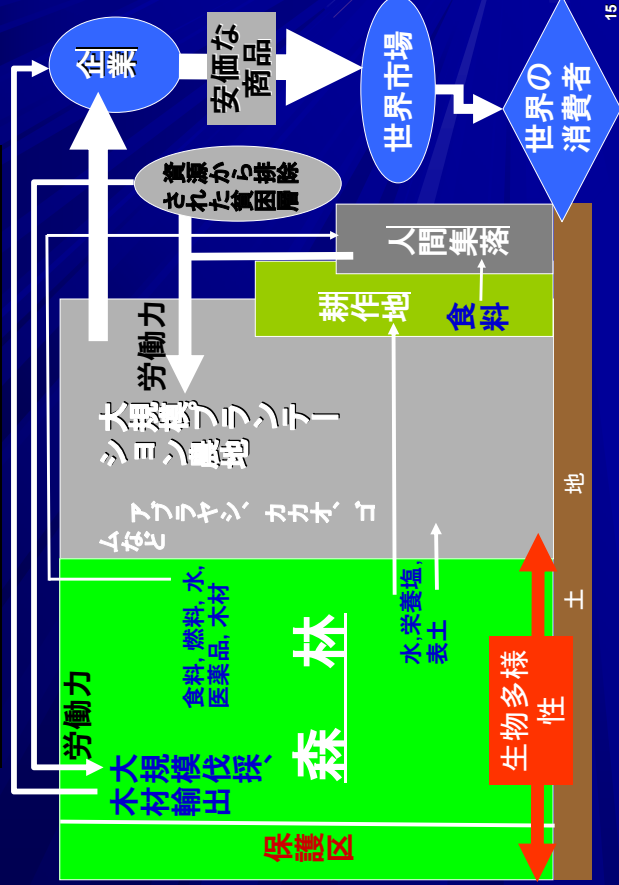 労働力
大規模伐採、
木材輸出
保護区
森 林
食料, 燃料, 水,
医薬品, 木材
水,栄養塩,
表土
生物多様
性
土 地
労働力
大規模プランテー
ション農地
アブラヤシ、カカオ、ゴ
ムなど
耕作地
食料
人間集落
資源から排除
された貧困層
企業
安価な
商品
世界市場
世界の
消費者
15